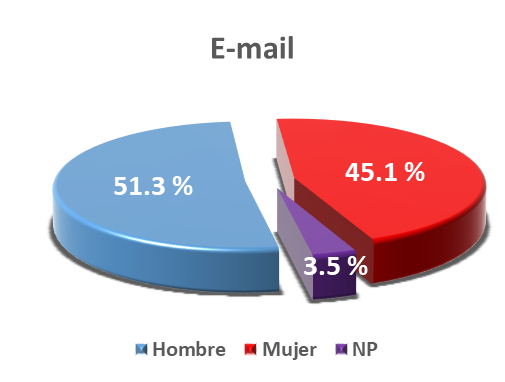 E-mail
51.3 %
45.1 %
3.5 %
Hombre Mujer NP